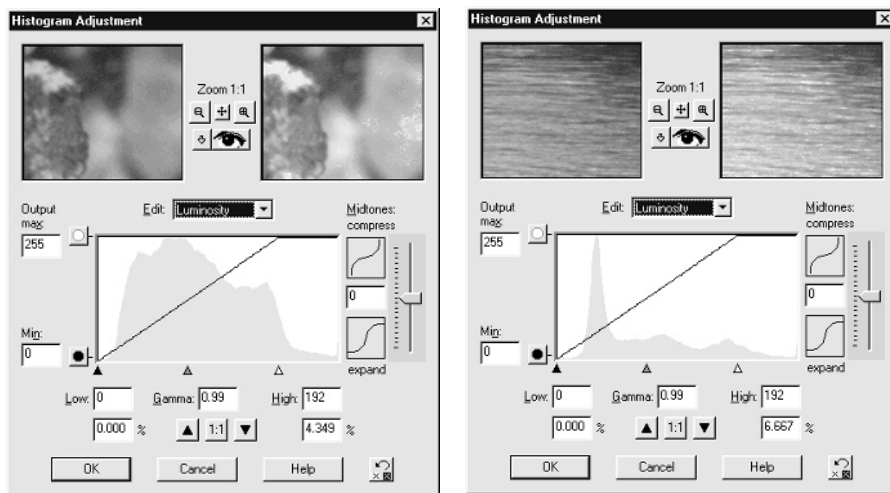 Histogram Adjustment
Zoom 1:1
Output
max:
255
Edit:
Luminosity
Midtones:
compress
0
Min:
0
expand
Low:
0
Gamma:
0.99
High:
192
0.000
%
1:1
4.349
%
OK
Cancel
Help
Histogram Adjustment
Zoom 1:1
Output
max:
255
Edit:
Luminosity
Midtones:
compress
0
Min:
0
expand
Low:
0
Gamma:
0.99
High:
192
0.000
%
1:1
6.667
%
OK
Cancel
Help